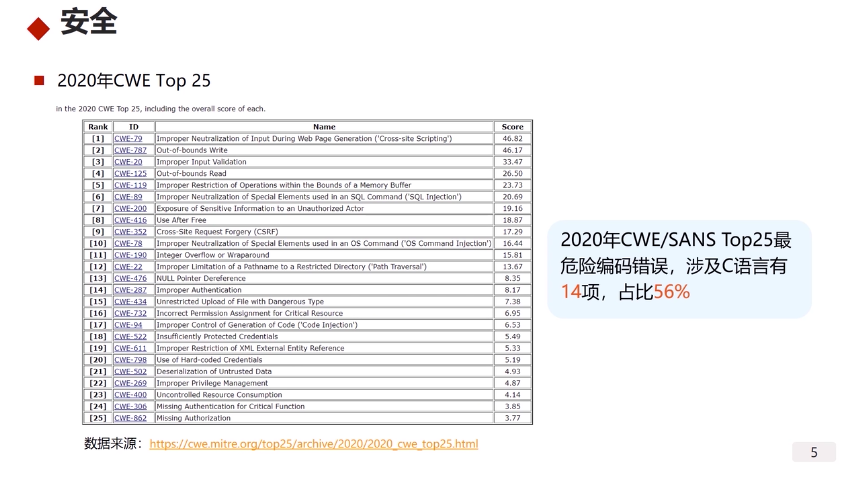 安全
2020年CWE Top 25
in the 2020 CWE Top 25, including the overall score of each.
Rank ID Name Score
[1] CWE-79 Improper Neutralization of Input During Web Page Generation ('Cross-site Scripting') 46.82
[2] CWE-787 Out-of-bounds Write 46.17
[3] CWE-20 Improper Input Validation 33.47
[4] CWE-125 Out-of-bounds Read 26.50
[5] CWE-119 Improper Restriction of Operations within the Bounds of a Memory Buffer 23.73
[6] CWE-89 Improper Neutralization of Special Elements used in an SQL Command ('SQL Injection') 20.69
[7] CWE-200 Exposure of Sensitive Information to an Unauthorized Actor 19.16
[8] CWE-416 Use After Free 18.87
[9] CWE-352 Cross-Site Request Forgery (CSRF) 17.29
[10] CWE-78 Improper Neutralization of Special Elements used in an OS Command ('OS Command Injection') 16.44
[11] CWE-190 Integer Overflow or Wraparound 15.81
[12] CWE-22 Improper Limitation of a Pathname to a Restricted Directory ('Path Traversal') 13.67
[13] CWE-476 NULL Pointer Dereference 8.35
[14] CWE-287 Improper Authentication 8.17
[15] CWE-434 Unrestricted Upload of File with Dangerous Type 7.38
[16] CWE-732 Incorrect Permission Assignment for Critical Resource 6.95
[17] CWE-94 Improper Control of Generation of Code ('Code Injection') 6.53
[18] CWE-522 Insufficiently Protected Credentials 5.49
[19] CWE-611 Improper Restriction of XML External Entity Reference 5.33
[20] CWE-798 Use of Hard-coded Credentials 5.19
[21] CWE-502 Deserialization of Untrusted Data 4.93
[22] CWE-269 Improper Privilege Management 4.87
[23] CWE-400 Uncontrolled Resource Consumption 4.14
[24] CWE-306 Missing Authentication for Critical Function 3.85
[25] CWE-862 Missing Authorization 3.77
2020年CWE/SANS Top25最
危险编码错误，涉及C语言有
14项，占比56%
数据来源：https://cwe.mitre.org/top25/archive/2020/2020_cwe_top25.html
5